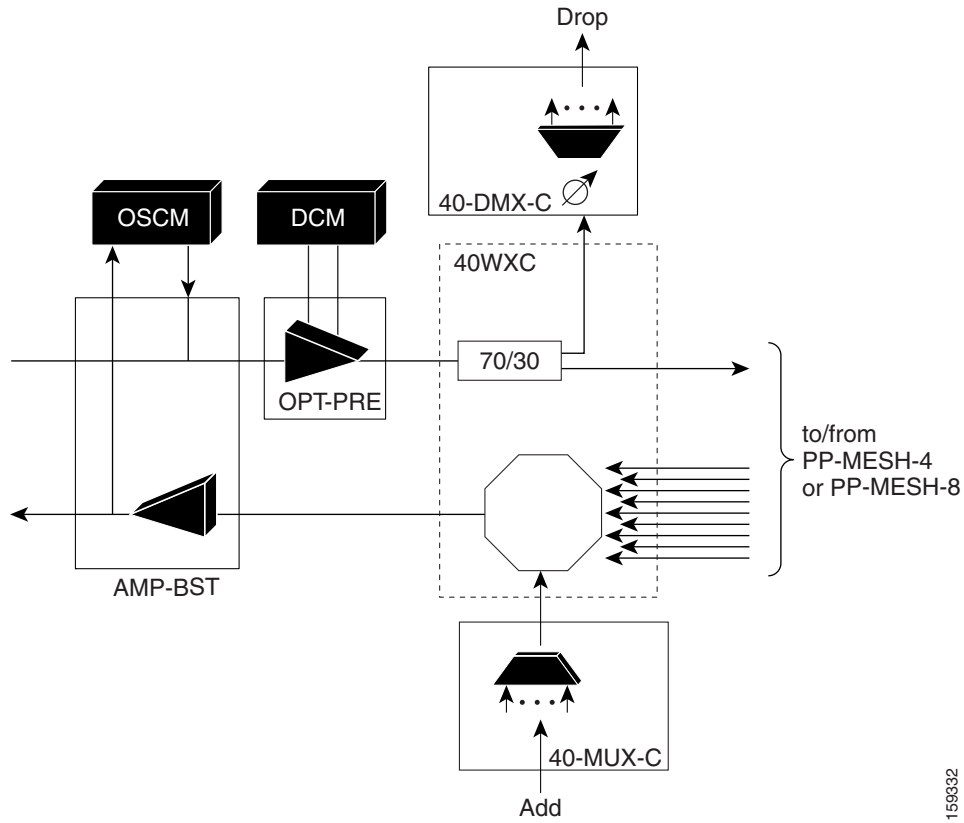 Drop
40-DMX-C
OSCM
DCM
40WXC
70/30
OPT-PRE
to/from
PP-MESH-4
or PP-MESH-8
AMP-BST
40-MUX-C
Add
159332